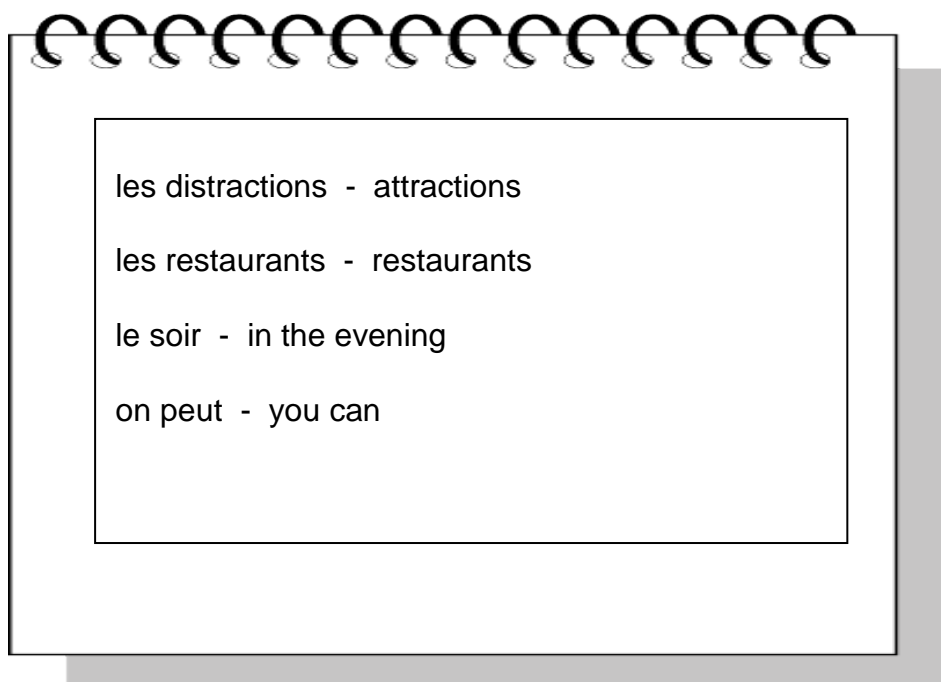 les distractions - attractions
les restaurants - restaurants
le soir - in the evening
on peut - you can